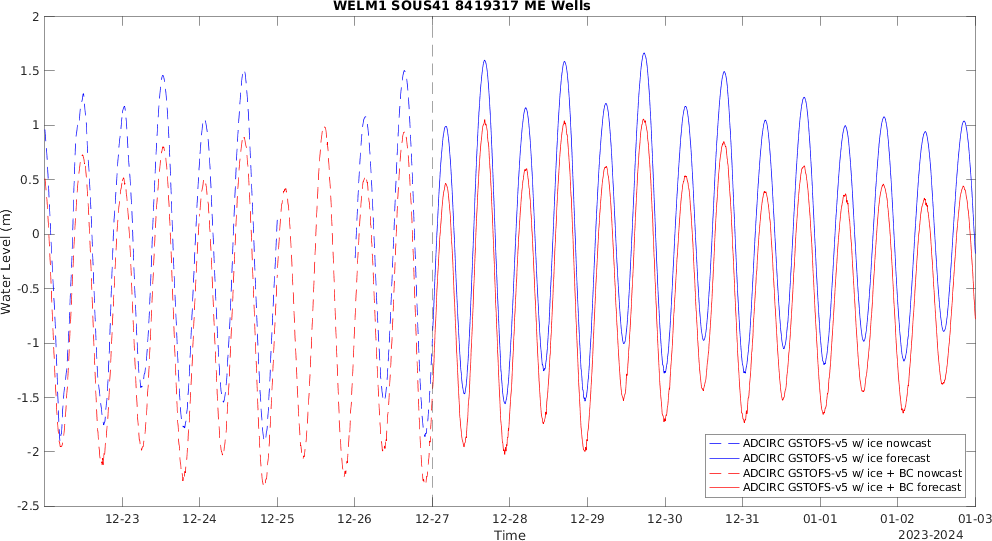 WELM1 SOUS41 8419317 ME Wells
2
1.5
1
0.5
0
-0.5
-1
-1.5
-2
-2.5
Water Level (m)
12-23 12-24 12-25 12-26 12-27 12-28 12-29 12-30 12-31 01-01 01-02 01-03
Time
2023-2024
ADCIRC GSTOFS-v5 w/ ice nowcast
ADCIRC GSTOFS-v5 w/ ice forecast
ADCIRC GSTOFS-v5 w/ ice + BC nowcast
ADCIRC GSTOFS-v5 w/ ice + BC forecast